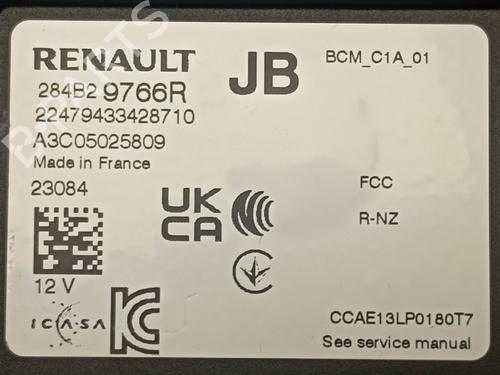 RENAULT JB BCM_C1A_01
284B2 9766R
22479433428710
A3C05025809
Made in France
23084
FCC
UK
CA
R-NZ
12 V
ICASA
CCAE13LP0180T7
See service manual